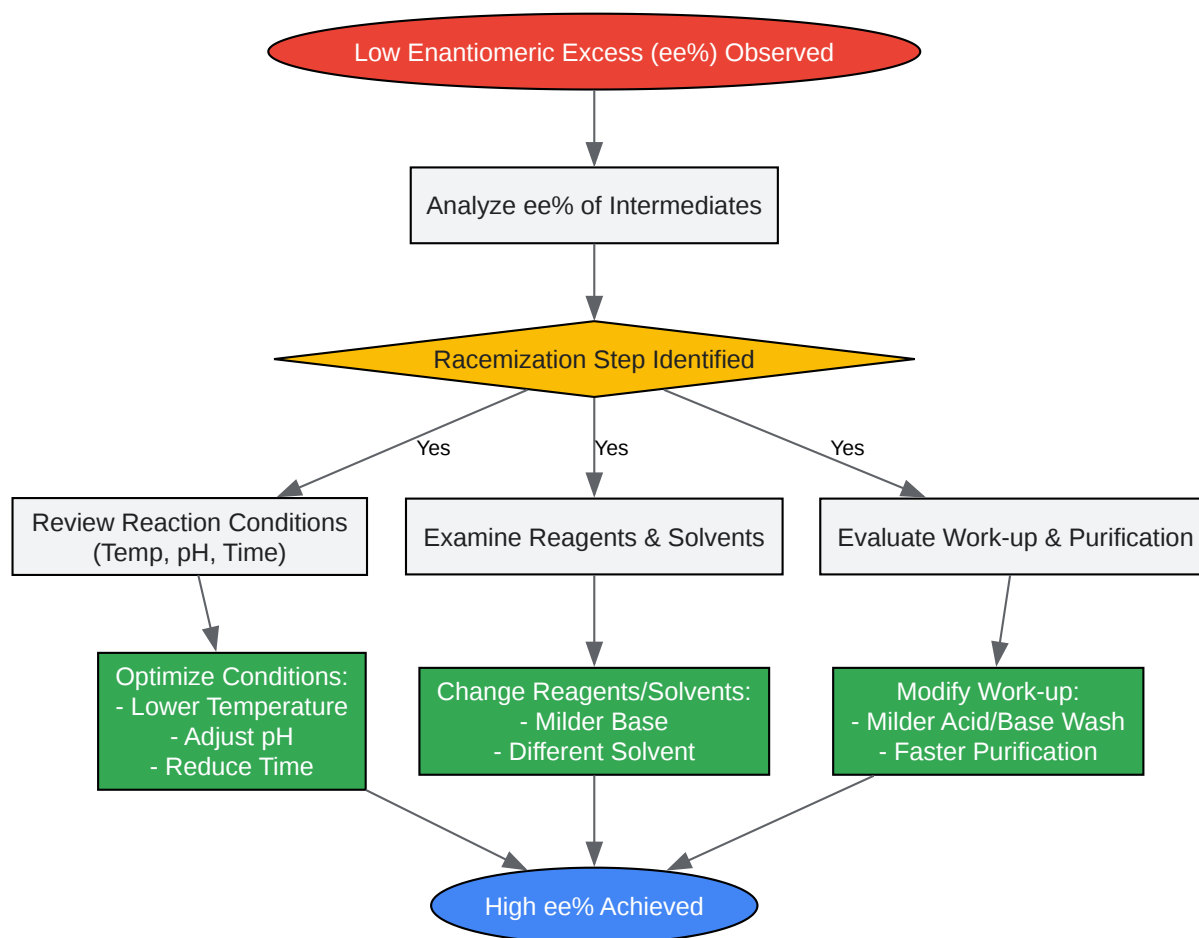 Low Enantiomeric Excess (ee%) Observed
Analyze ee% of Intermediates
Racemization Step Identified
Yes
Yes
Yes
Review Reaction Conditions
(Temp, pH, Time)
Examine Reagents & Solvents
Evaluate Work-up & Purification
Optimize Conditions:
- Lower Temperature
- Adjust pH
- Reduce Time
Change Reagents/Solvents:
- Milder Base
- Different Solvent
Modify Work-up:
- Milder Acid/Base Wash
- Faster Purification
High ee% Achieved